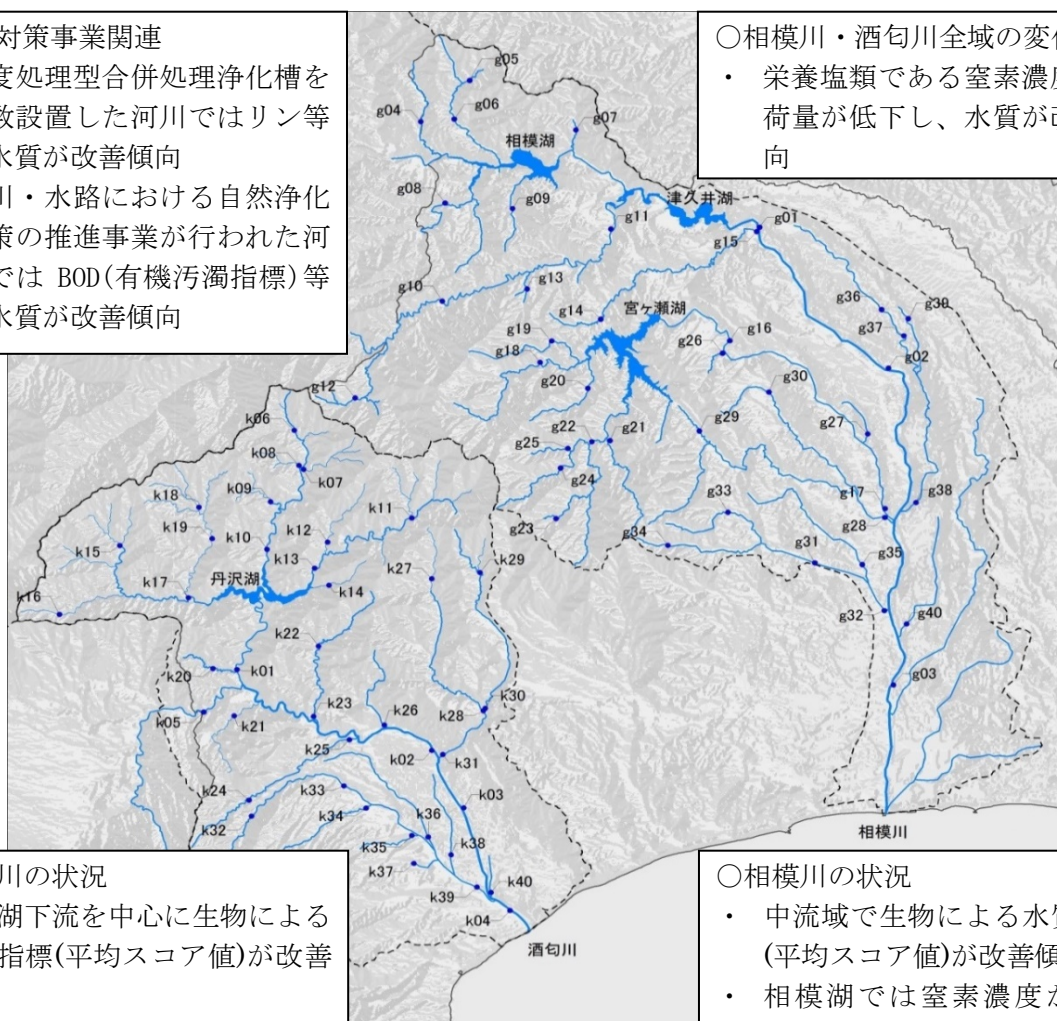 対策事業関連
度処理型合併処理浄化槽を
数設置した河川ではリン等
水質が改善傾向
川・水路における自然浄化
策の推進事業が行われた河
では BOD(有機汚濁指標)等
水質が改善傾向
○相模川・酒匂川全域の変化
・ 栄養塩類である窒素濃度
荷量が低下し、水質が改
向
g05
g04
g06
g07
相模湖
g08
g09
津久井湖
g11
g01
g15
g10
g13
g36
g39
g14
宮ヶ瀬湖
g37
g19
g16
g18
g26
g02
g12
g20
g30
k06
g22
g21
g29
g27
g25
k08
k07
g24
k18
k09
k11
g33
g17
g38
k19
k12
g23
g28
k15
k10
g34
k13
g31
g35
k29
k27
丹沢湖
k17
k14
k16
g32
g40
k22
k01
k20
g03
k05
k21
k23
k26
k28
k30
k25
k02
k31
k24
k33
k03
k32
k34
k36
相模川
k35
k38
k37
k39
k40
k04
酒匂川
川の状況
湖下流を中心に生物による
指標(平均スコア値)が改善
○相模川の状況
・ 中流域で生物による水質
(平均スコア値)が改善傾
・ 相模湖では窒素濃度が